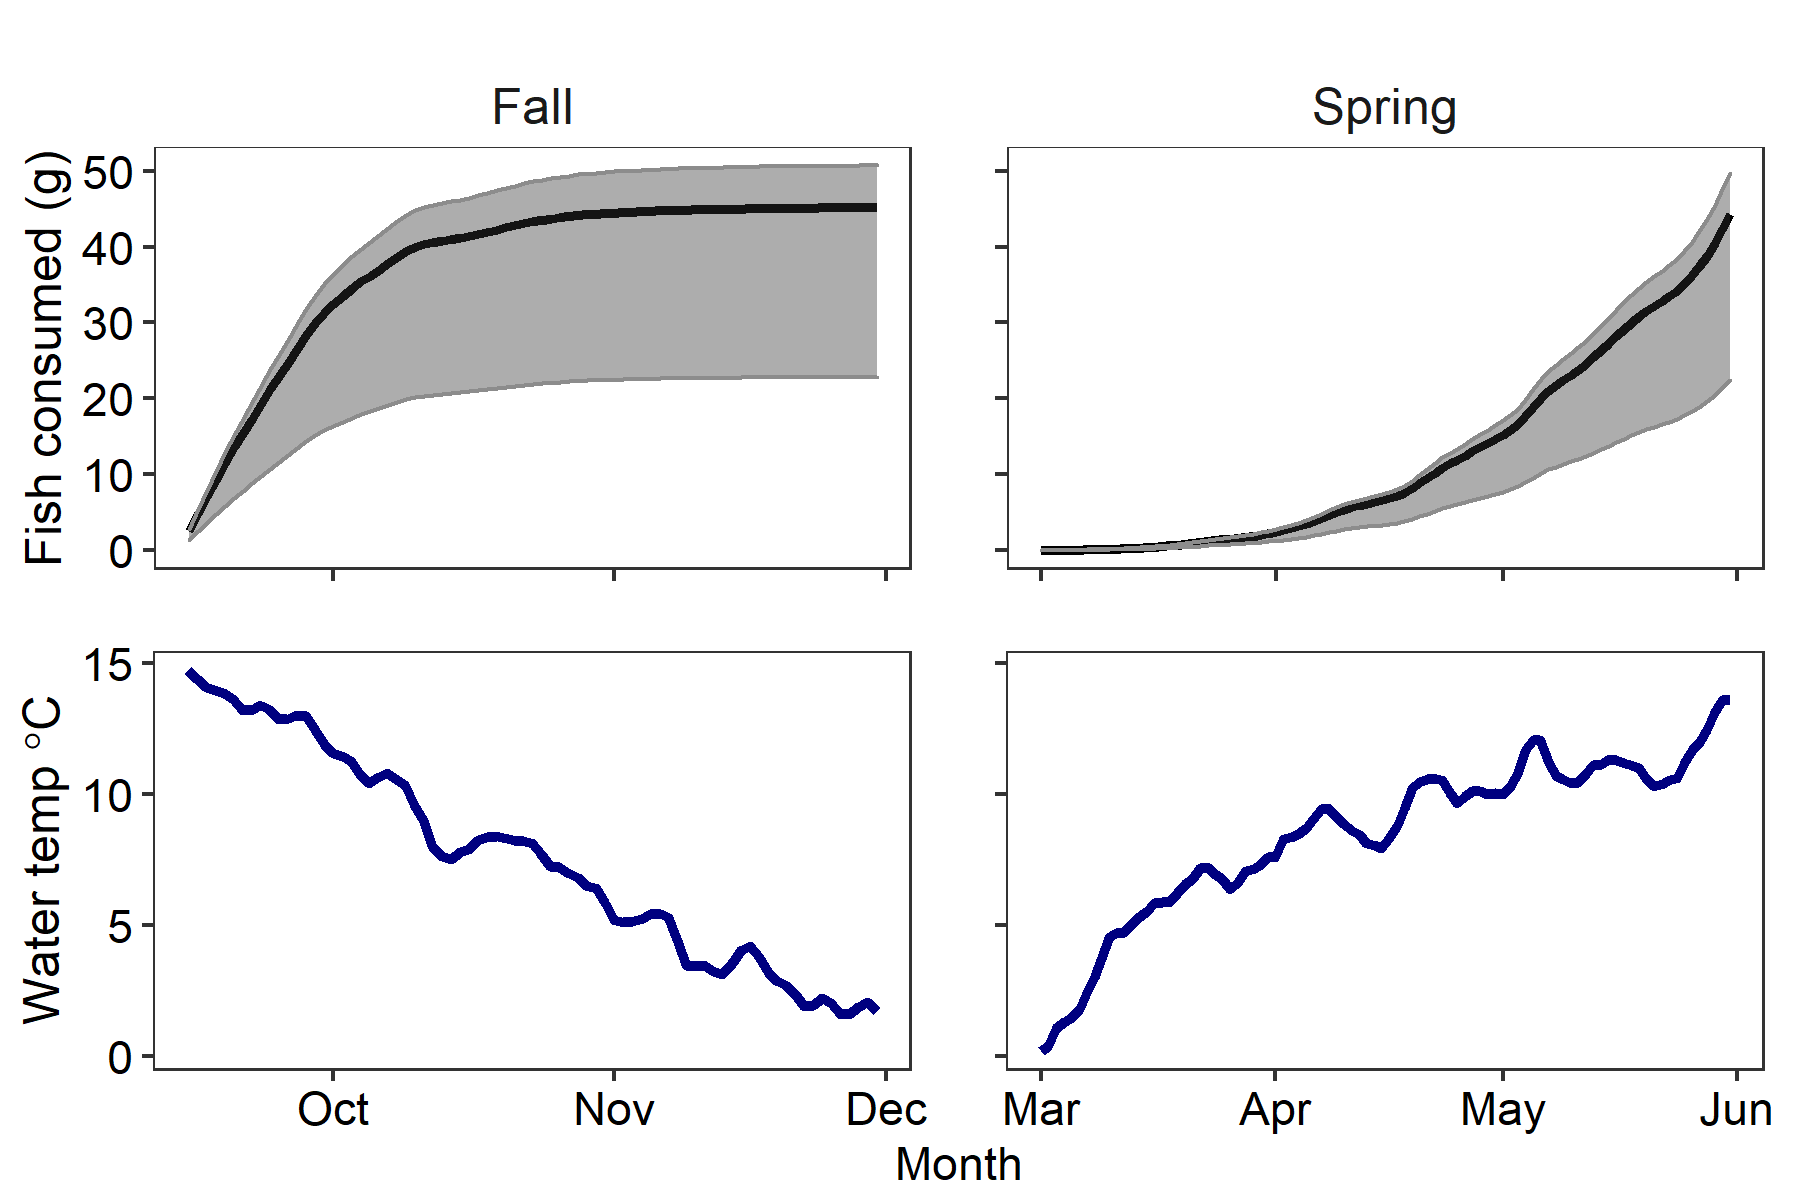 Fall
Spring
Fish consumed (g)
50
40
30
20
10
0
Water temp °C
15
10
5
0
Oct
Nov
Dec
Mar
Apr
May
Jun
Month